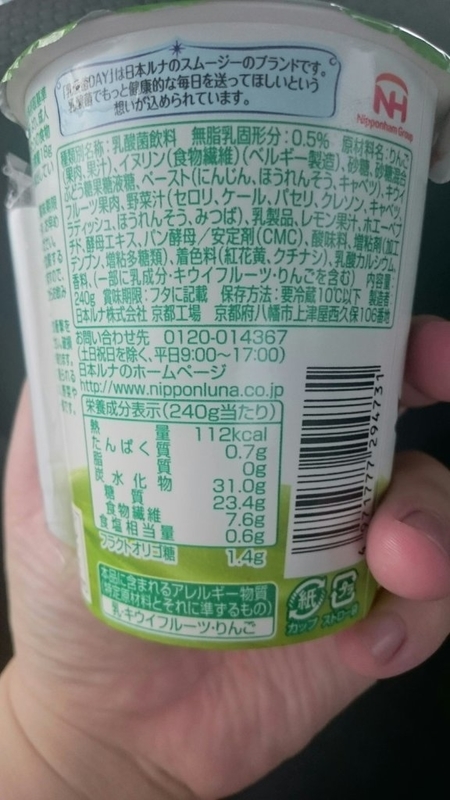 DAY」は日本ルナのスムージーのブランドです。
菌でもっと健康的な毎日を送ってほしいという
想いが込められています。
NH
Nipponham Group
種類別名称:乳酸菌飲料 無脂乳固形分:0.5% 原材料名:りんご
(果肉、果汁)、イヌリン(食物繊維)(ベルギー製造)、砂糖、砂糖混合
ぶどう糖果糖液糖、ペースト(にんじん、ほうれんそう、キャベツ)、キウイ
フルーツ果汁、野菜汁(セロリ、ケール、パセリ、クレソン、キャベツ、
ラディッシュ、ほうれんそう、みつば)、乳製品、レモン果汁、ホエーペプ
チド、酵母エキス、パン酵母/安定剤(CMC)、酸味料、増粘剤(加工
デンプン、増粘多糖類)、着色料(紅花黄、クチナシ)、乳酸カルシウム、
香料、(一部に乳成分・キウイフルーツ・りんごを含む) 内容量:
240g 賞味期限:フタに記載 保存方法:要冷蔵10℃以下 製造者:
日本ルナ株式会社 京都工場 京都府八幡市上津屋西久保106番地
お問い合わせ先 0120-014367
(土日祝日を除く、平日9:00~17:00)
日本ルナのホームページ
http://www.nipponluna.co.jp
栄養成分表示(240g当たり)
熱量 112kcal
たんぱく質 0.7g
脂質 0g
炭水化物 31.0g
糖質 23.4g
食物繊維 7.6g
食塩相当量 0.6g
フラクトオリゴ糖 1.4g
本品に含まれるアレルギー物質
(特定原材料とそれに準ずるもの)
乳・キウイフルーツ・りんご
紙
カップ
プラ
ストロー・袋
4 971777 294731